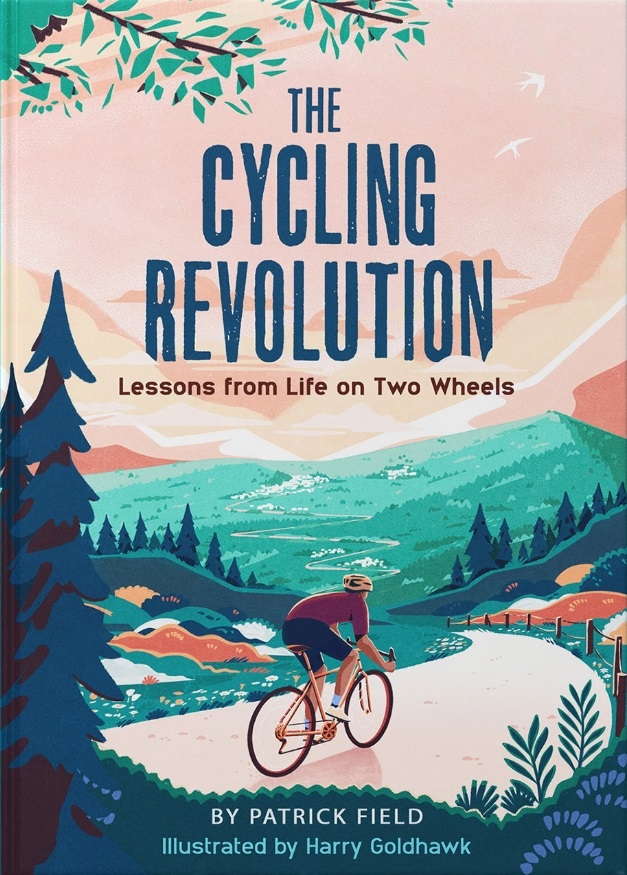 THE
CYCLING
REVOLUTION
Lessons from Life on Two Wheels
BY PATRICK FIELD
Illustrated by Harry Goldhawk